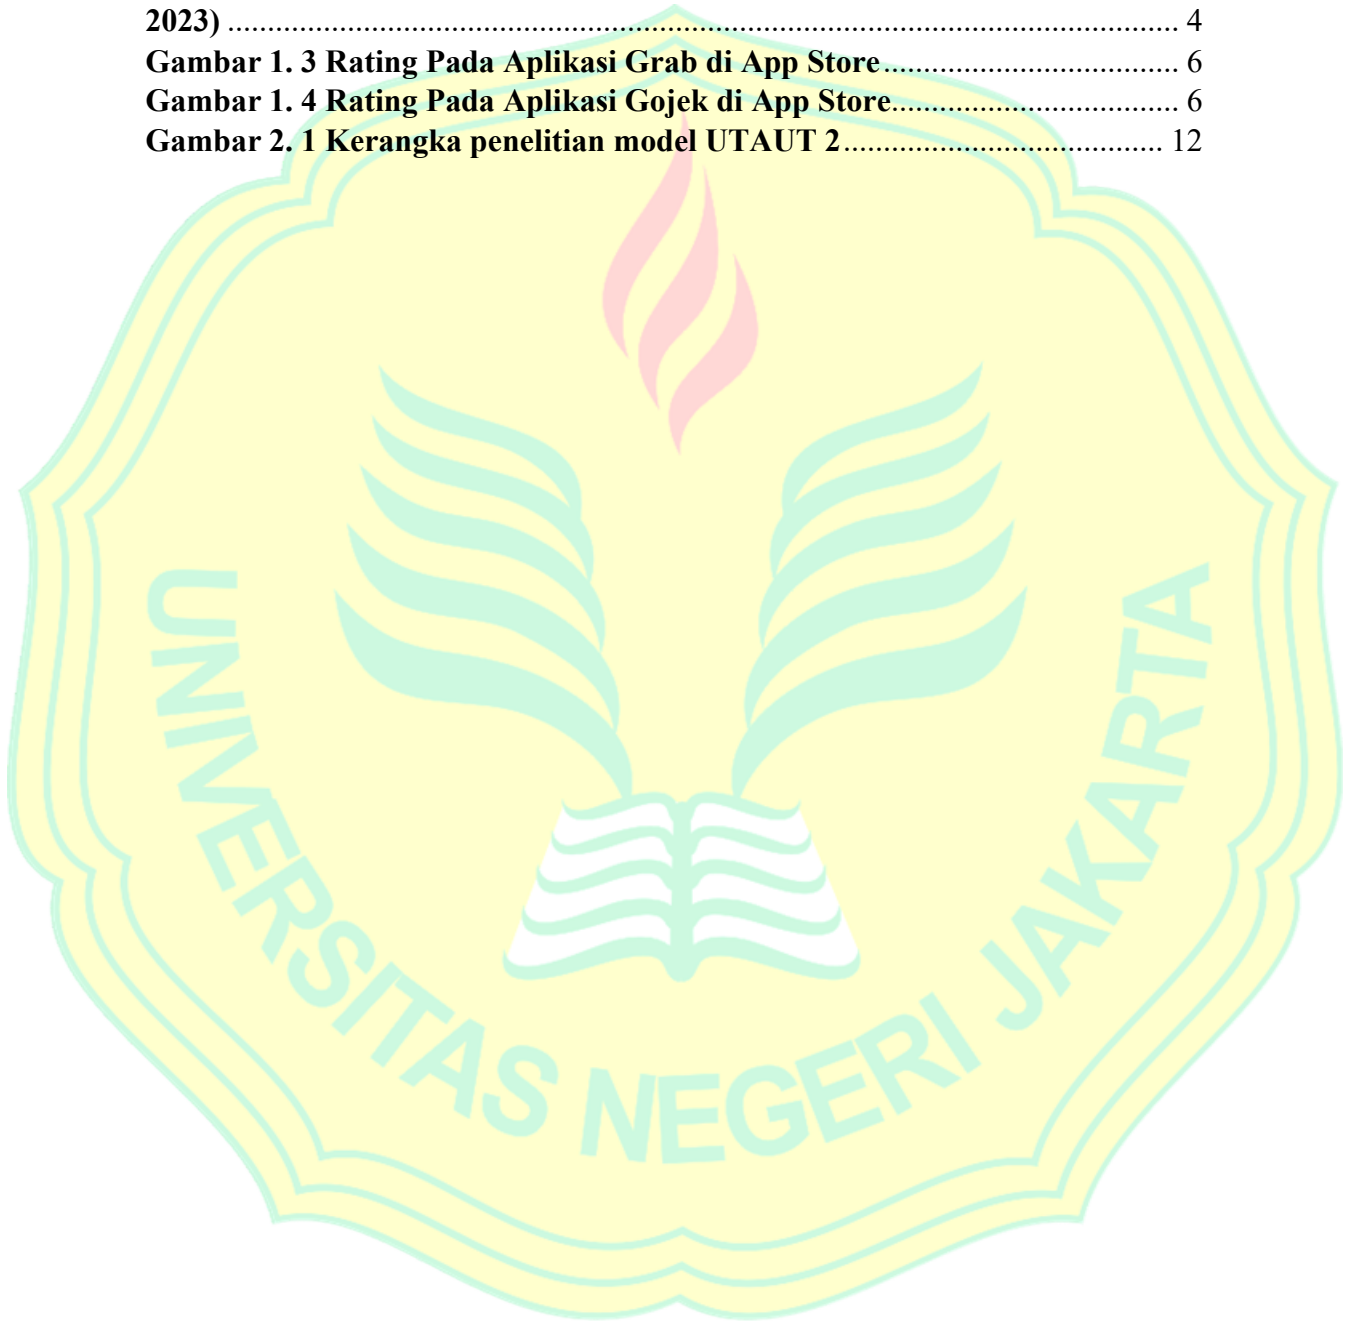 2023) ........................................................................................................................ 4
Gambar 1. 3 Rating Pada Aplikasi Grab di App Store ..................................... 6
Gambar 1. 4 Rating Pada Aplikasi Gojek di App Store .................................... 6
Gambar 2. 1 Kerangka penelitian model UTAUT 2 ........................................ 12
UNIVERSITAS NEGERI JAKARTA